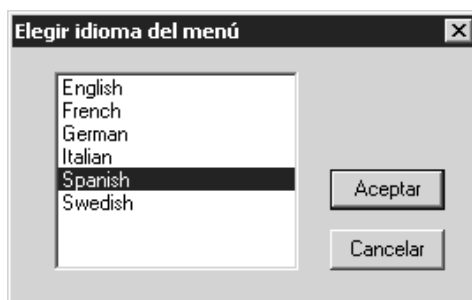 Elegir idioma del menú
English
French
German
Italian
Spanish
Swedish
Aceptar
Cancelar